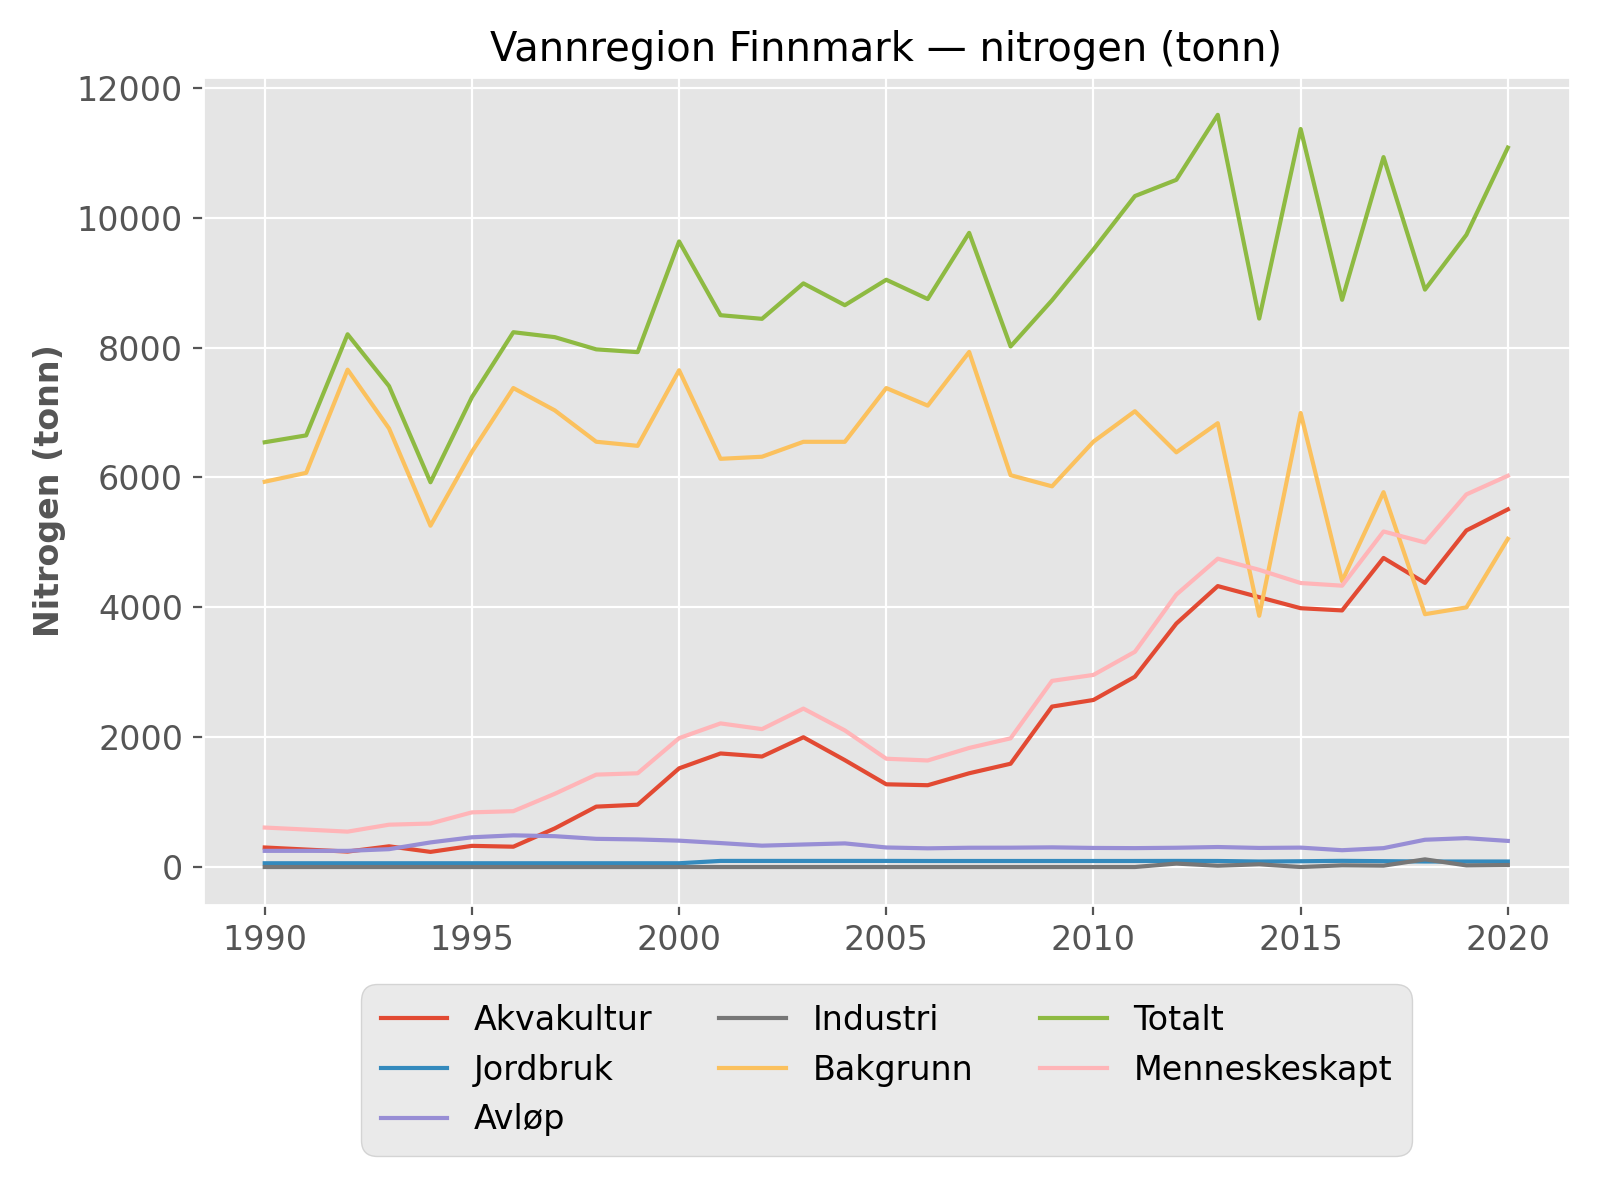 Vannregion Finnmark — nitrogen (tonn)
Nitrogen (tonn)
12000
10000
8000
6000
4000
2000
0
1990 1995 2000 2005 2010 2015 2020
Akvakultur Industri Totalt
Jordbruk Bakgrunn Menneskeskapt
Avløp